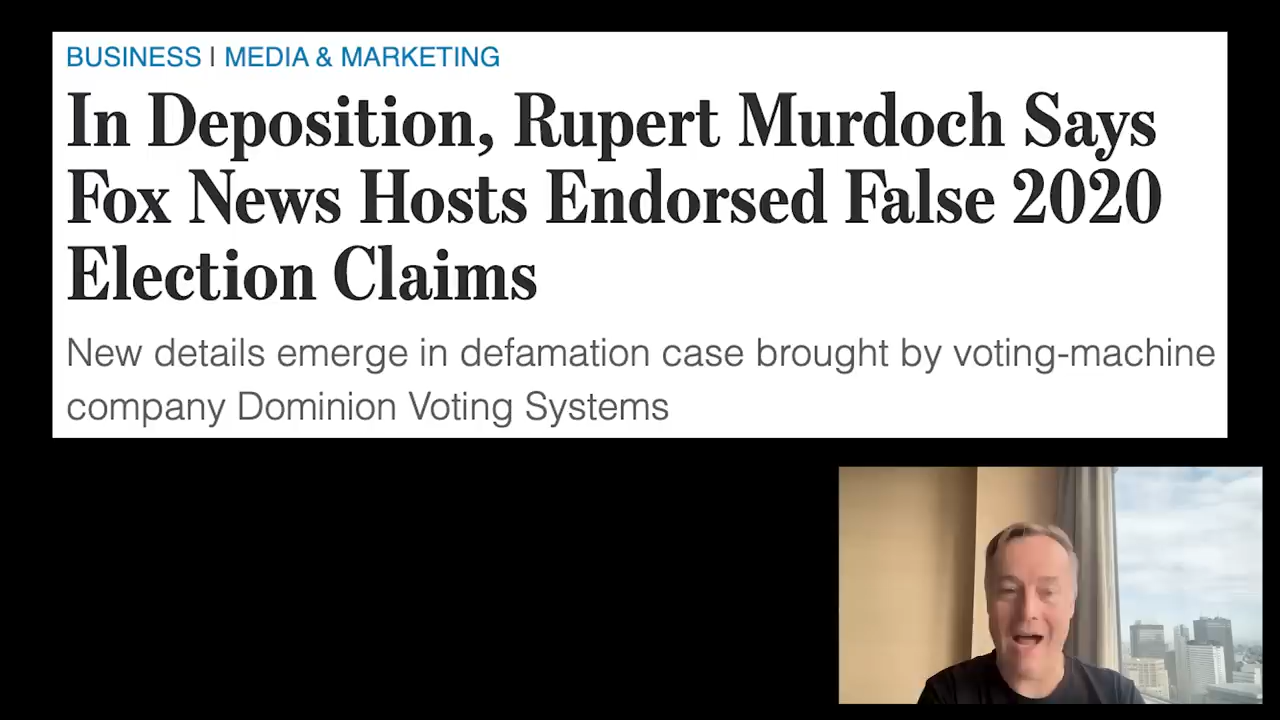 BUSINESS | MEDIA & MARKETING
In Deposition, Rupert Murdoch Says
Fox News Hosts Endorsed False 2020
Election Claims
New details emerge in defamation case brought by voting-machine
company Dominion Voting Systems